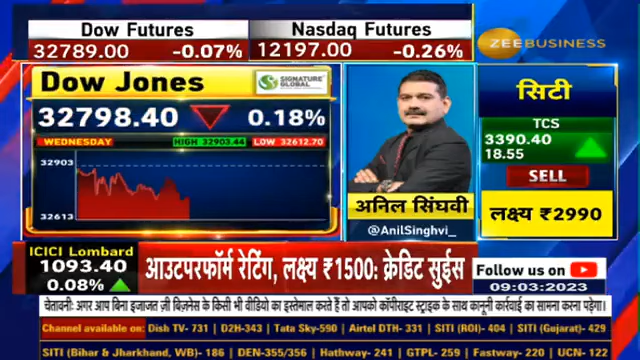 Dow Futures
32789.00 -0.07%
Nasdaq Futures
12197.00 -0.26%
ZEE BUSINESS
Dow Jones
SIGNATURE GLOBAL
32798.40 0.18%
WEDNESDAY HIGH 32903.44 LOW 32612.70
32903
32613
अनिल सिंघवी
@AnilSinghvi_
सिटी
TCS
3390.40
18.55
SELL
लक्ष्य ₹2990
ICICI Lombard
1093.40
0.08%
आउटपरफॉर्म रेटिंग, लक्ष्य ₹1500: क्रेडिट सुईस
Follow us on
09:03:2023
चेतावनी: अगर आप बिना इजाजत ज़ी बिज़नेस के किसी भी वीडियो का इस्तेमाल करते हैं तो आपको कॉपीराइट स्ट्राइक के साथ कानूनी कार्रवाई का सामना करना पड़ेगा.
Channel available on: Dish TV- 731 | D2H-343 | Tata Sky-590 | Airtel DTH- 331 | SITI (ROI) - 404 | SITI (Gujarat) - 429
SITI (Bihar & Jharkhand, WB)- 186 | DEN-355/356 | Hathway-241 | GTPL-259 | Fastway-220 | UCN-122